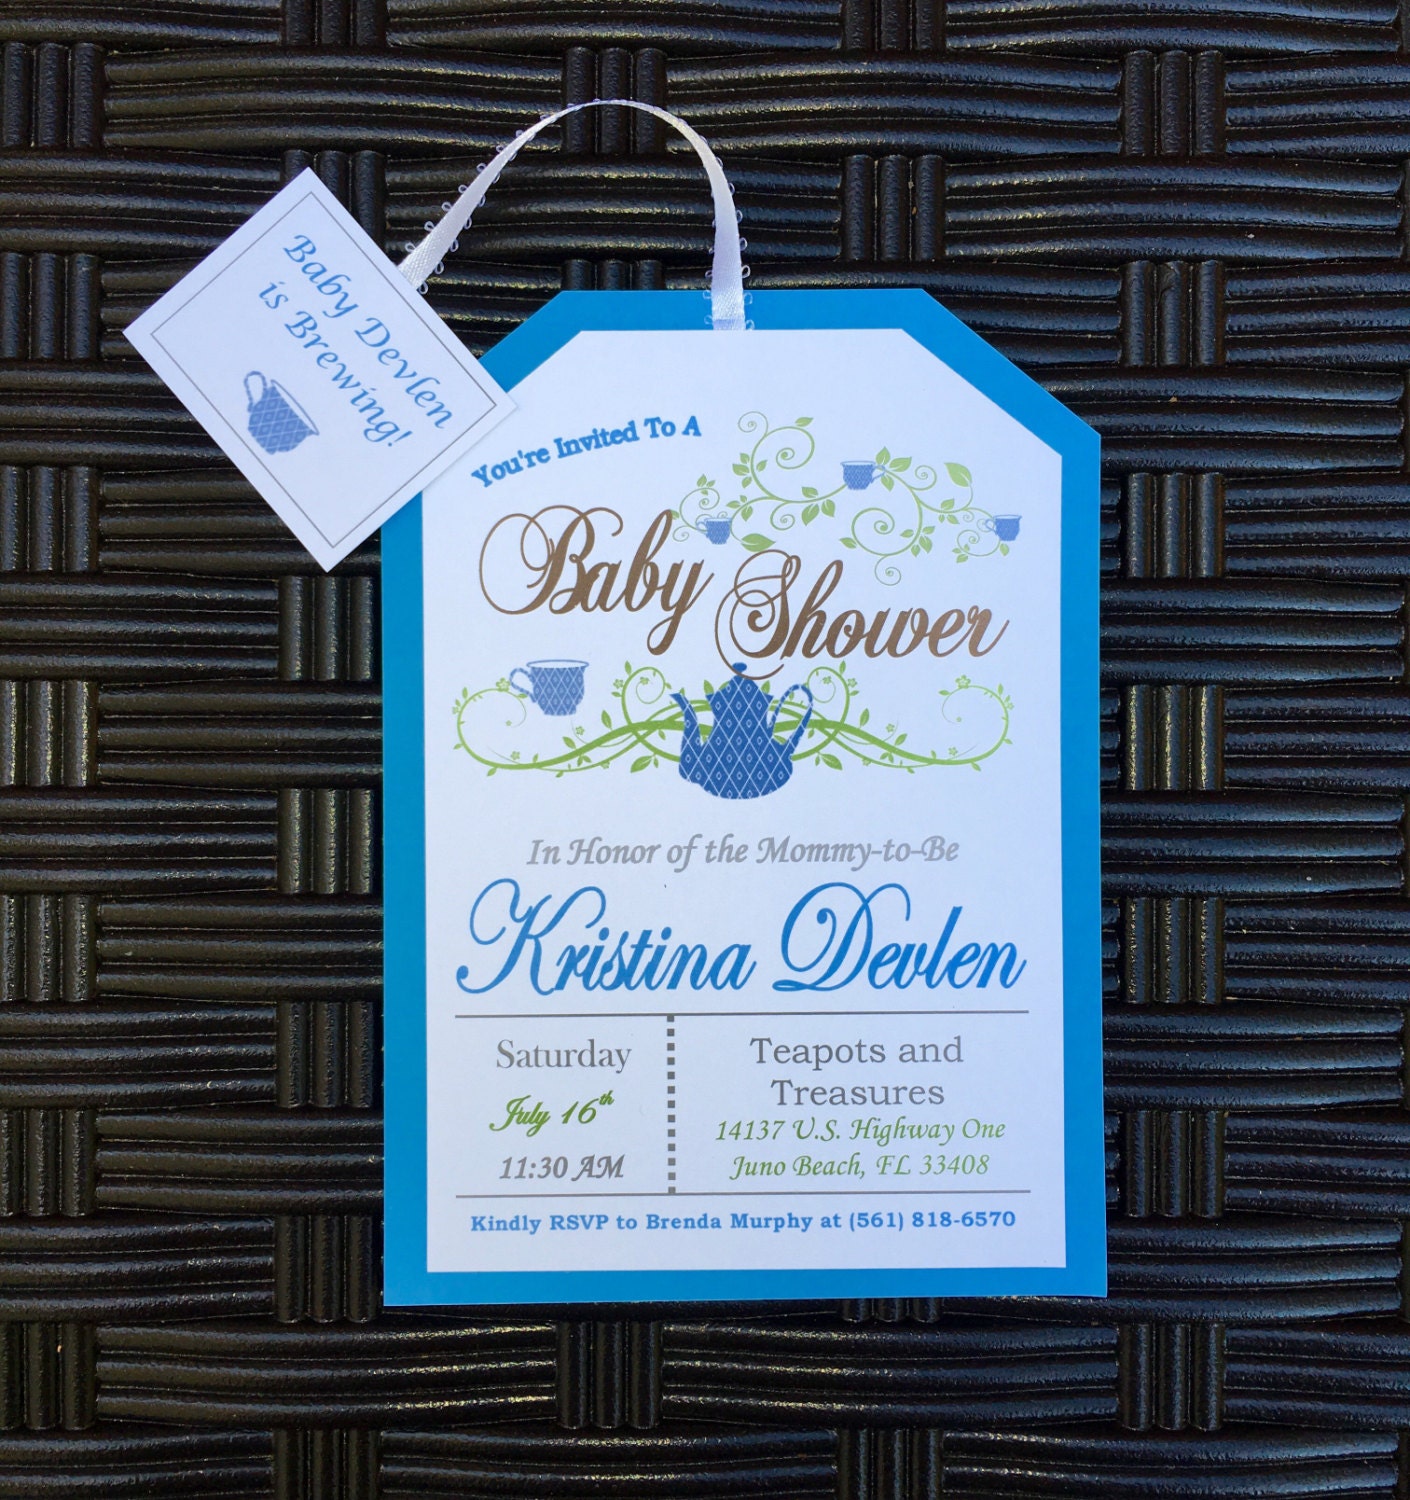 Baby Devlen
is Brewing!
You're Invited To A
Baby Shower
In Honor of the Mommy-to-Be
Kristina Devlen
Saturday
July 16th
11:30 AM
Teapots and
Treasures
14137 U.S. Highway One
Juno Beach, FL 33408
Kindly RSVP to Brenda Murphy at (561) 818-6570